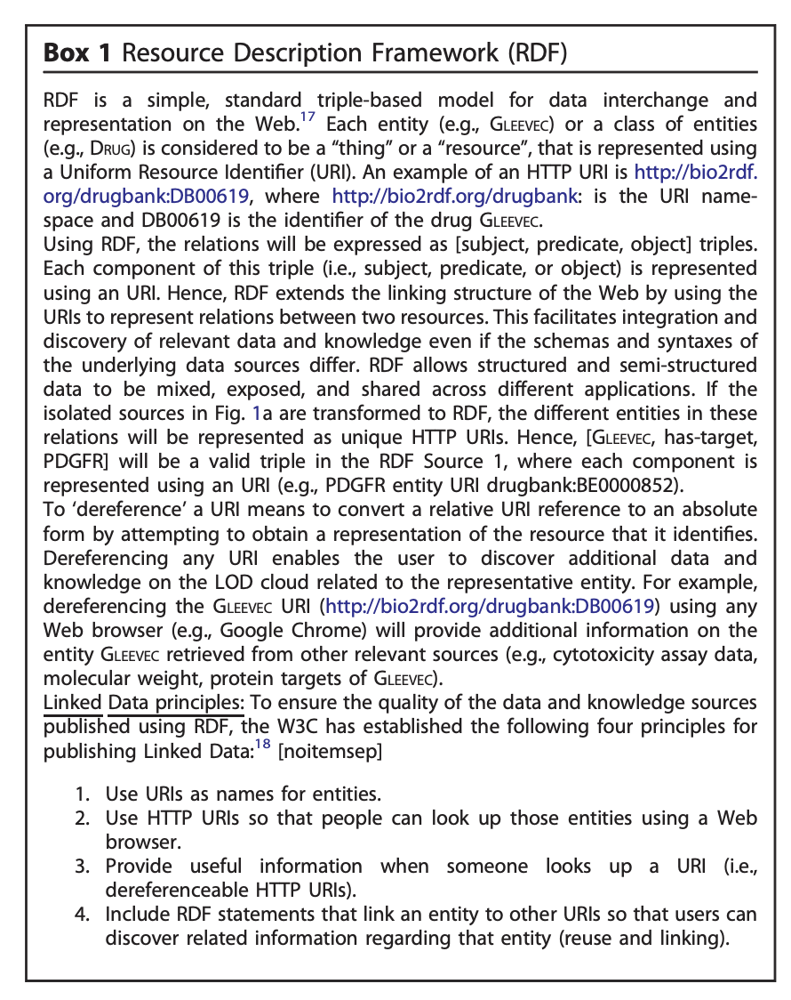 Box 1 Resource Description Framework (RDF)
RDF is a simple, standard triple-based model for data interchange and
representation on the Web.17 Each entity (e.g., GLEEVEC) or a class of entities
(e.g., DRUG) is considered to be a “thing” or a “resource”, that is represented using
a Uniform Resource Identifier (URI). An example of an HTTP URI is http://bio2rdf.
org/drugbank:DB00619, where http://bio2rdf.org/drugbank: is the URI name-
space and DB00619 is the identifier of the drug GLEEVEC.
Using RDF, the relations will be expressed as [subject, predicate, object] triples.
Each component of this triple (i.e., subject, predicate, or object) is represented
using an URI. Hence, RDF extends the linking structure of the Web by using the
URIs to represent relations between two resources. This facilitates integration and
discovery of relevant data and knowledge even if the schemas and syntaxes of
the underlying data sources differ. RDF allows structured and semi-structured
data to be mixed, exposed, and shared across different applications. If the
isolated sources in Fig. 1a are transformed to RDF, the different entities in these
relations will be represented as unique HTTP URIs. Hence, [GLEEVEC, has-target,
PDGFR] will be a valid triple in the RDF Source 1, where each component is
represented using an URI (e.g., PDGFR entity URI drugbank:BE0000852).
To ‘dereference’ a URI means to convert a relative URI reference to an absolute
form by attempting to obtain a representation of the resource that it identifies.
Dereferencing any URI enables the user to discover additional data and
knowledge on the LOD cloud related to the representative entity. For example,
dereferencing the GLEEVEC URI (http://bio2rdf.org/drugbank:DB00619) using any
Web browser (e.g., Google Chrome) will provide additional information on the
entity GLEEVEC retrieved from other relevant sources (e.g., cytotoxicity assay data,
molecular weight, protein targets of GLEEVEC).
Linked Data principles: To ensure the quality of the data and knowledge sources
published using RDF, the W3C has established the following four principles for
publishing Linked Data:18 [noitemsep]
1. Use URIs as names for entities.
2. Use HTTP URIs so that people can look up those entities using a Web
browser.
3. Provide useful information when someone looks up a URI (i.e.,
dereferenceable HTTP URIs).
4. Include RDF statements that link an entity to other URIs so that users can
discover related information regarding that entity (reuse and linking).